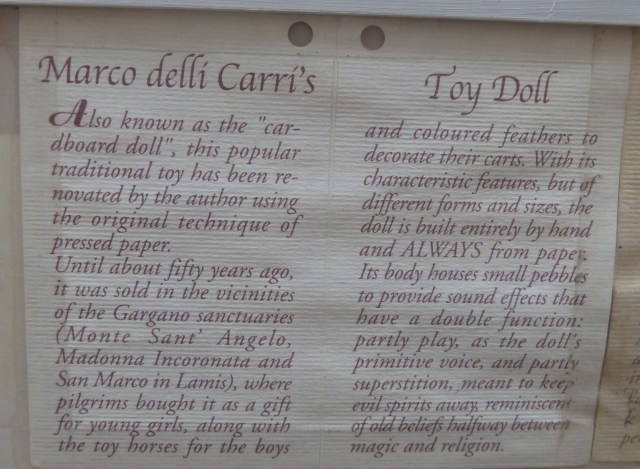 Marco delli Carri's
Also known as the "car-
dboard doll", this popular
traditional toy has been re-
novated by the author using
the original technique of
pressed paper.
Until about fifty years ago,
it was sold in the vicinities
of the Gargano sanctuaries
(Monte Sant' Angelo,
Madonna Incoronata and
San Marco in Lamis), where
pilgrims bought it as a gift
for young girls, along with
the toy horses for the boys
Toy Doll
and coloured feathers to
decorate their carts. With its
characteristic features, but of
different forms and sizes, the
doll is built entirely by hand
and ALWAYS from paper.
Its body houses small pebbles
to provide sound effects that
have a double function:
partly play, as the doll's
primitive voice, and partly
superstition, meant to keep
evil spirits away, reminiscent
of old beliefs halfway between
magic and religion.